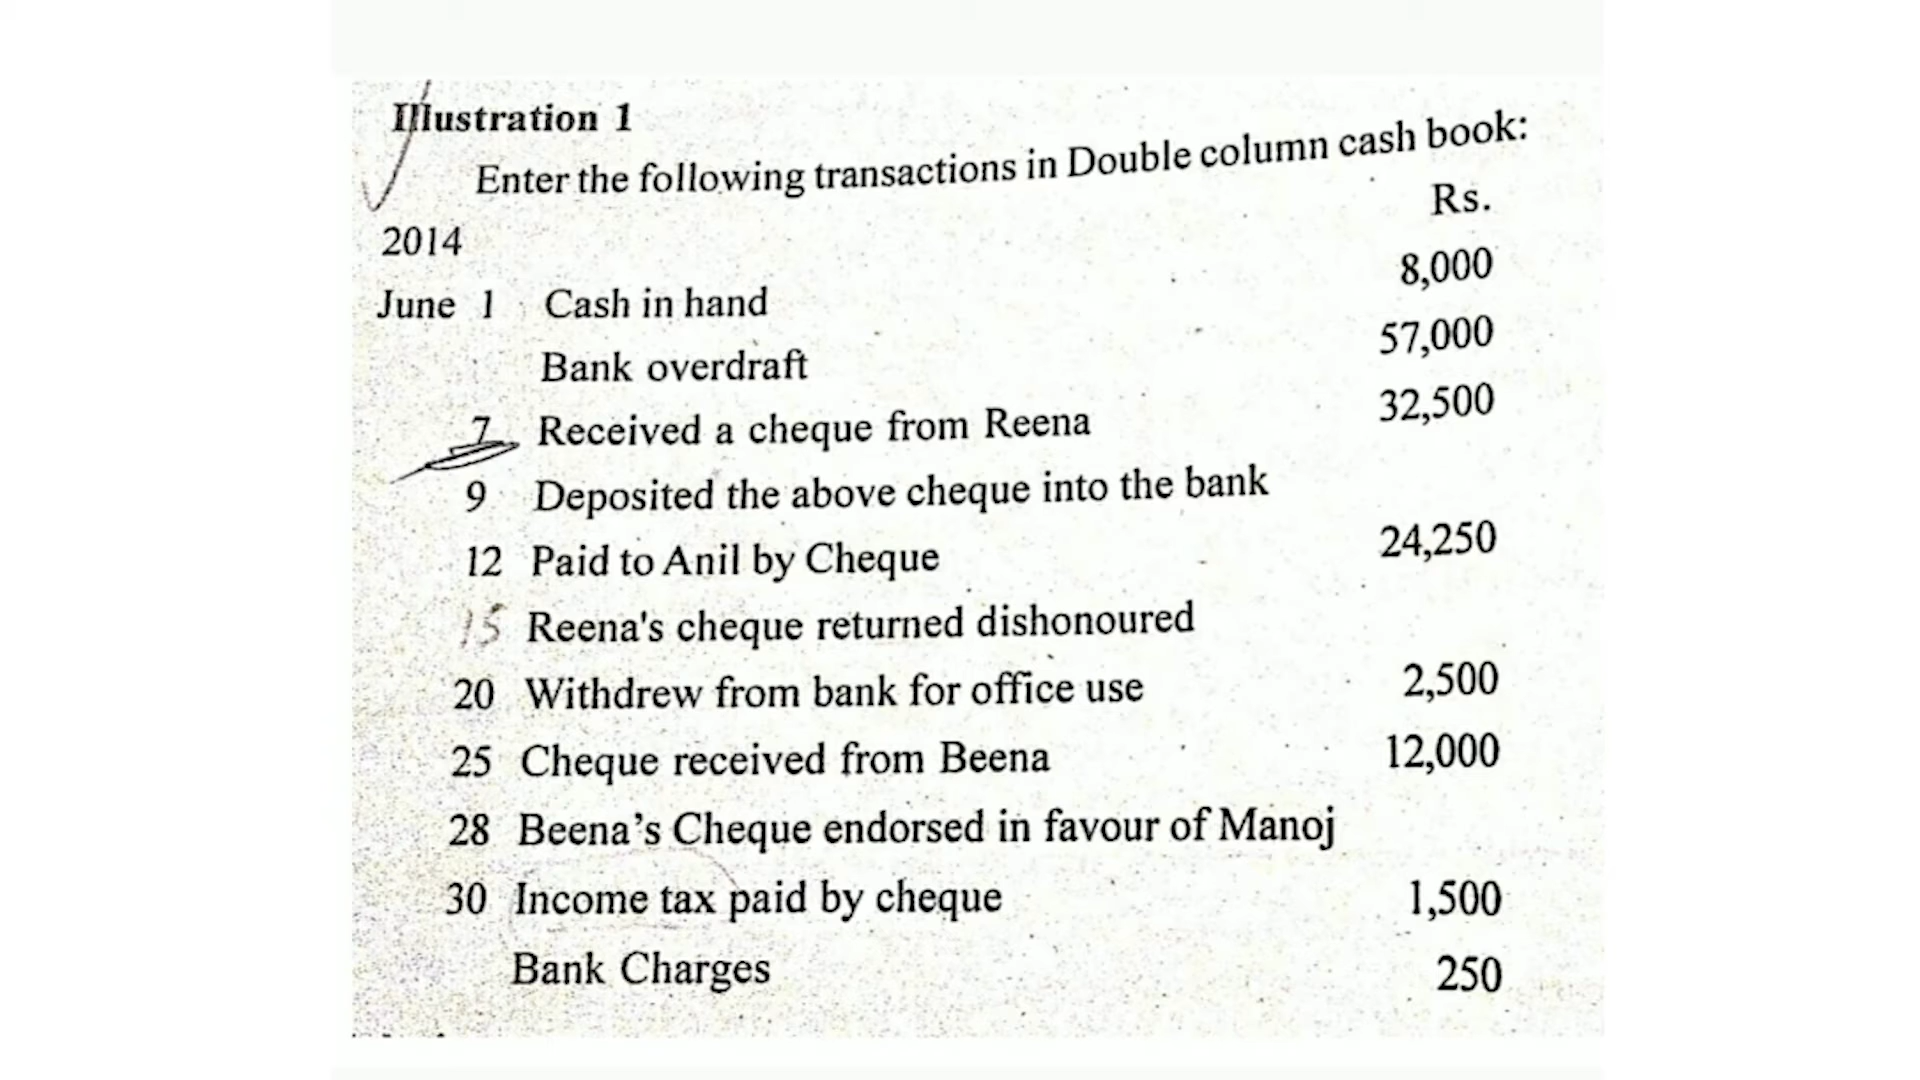 Illustration 1
Enter the following transactions in Double column cash book:
Rs.
2014
June 1 Cash in hand 8,000
Bank overdraft 57,000
7 Received a cheque from Reena 32,500
9 Deposited the above cheque into the bank
12 Paid to Anil by Cheque 24,250
15 Reena's cheque returned dishonoured
20 Withdrew from bank for office use 2,500
25 Cheque received from Beena 12,000
28 Beena's Cheque endorsed in favour of Manoj
30 Income tax paid by cheque 1,500
Bank Charges 250